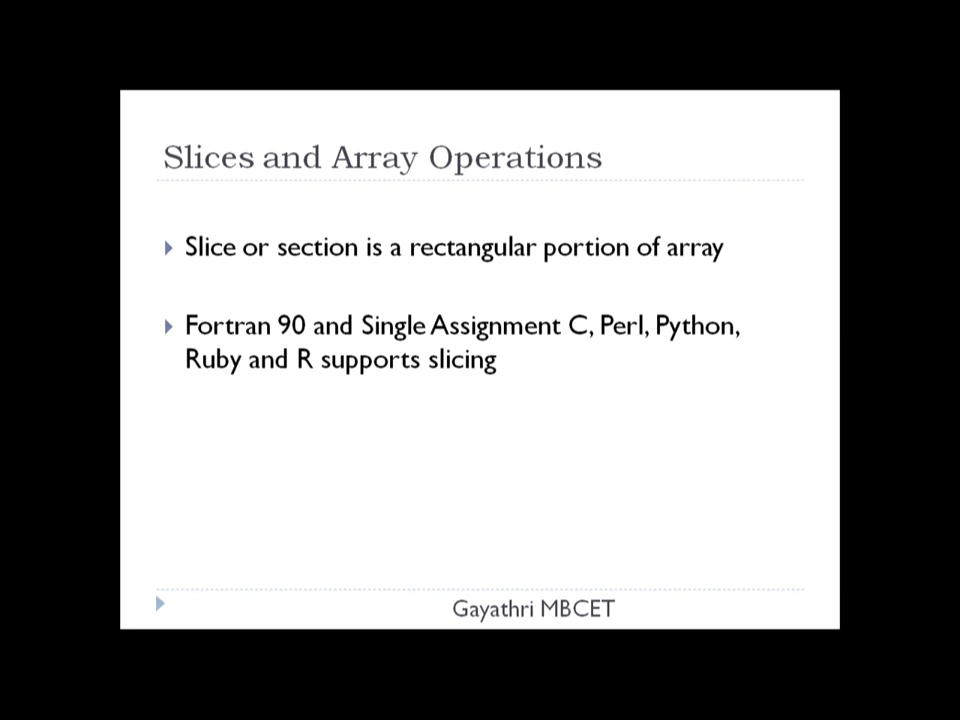 Slices and Array Operations
Slice or section is a rectangular portion of array
Fortran 90 and Single Assignment C, Perl, Python,
Ruby and R supports slicing
Gayathri MBCET